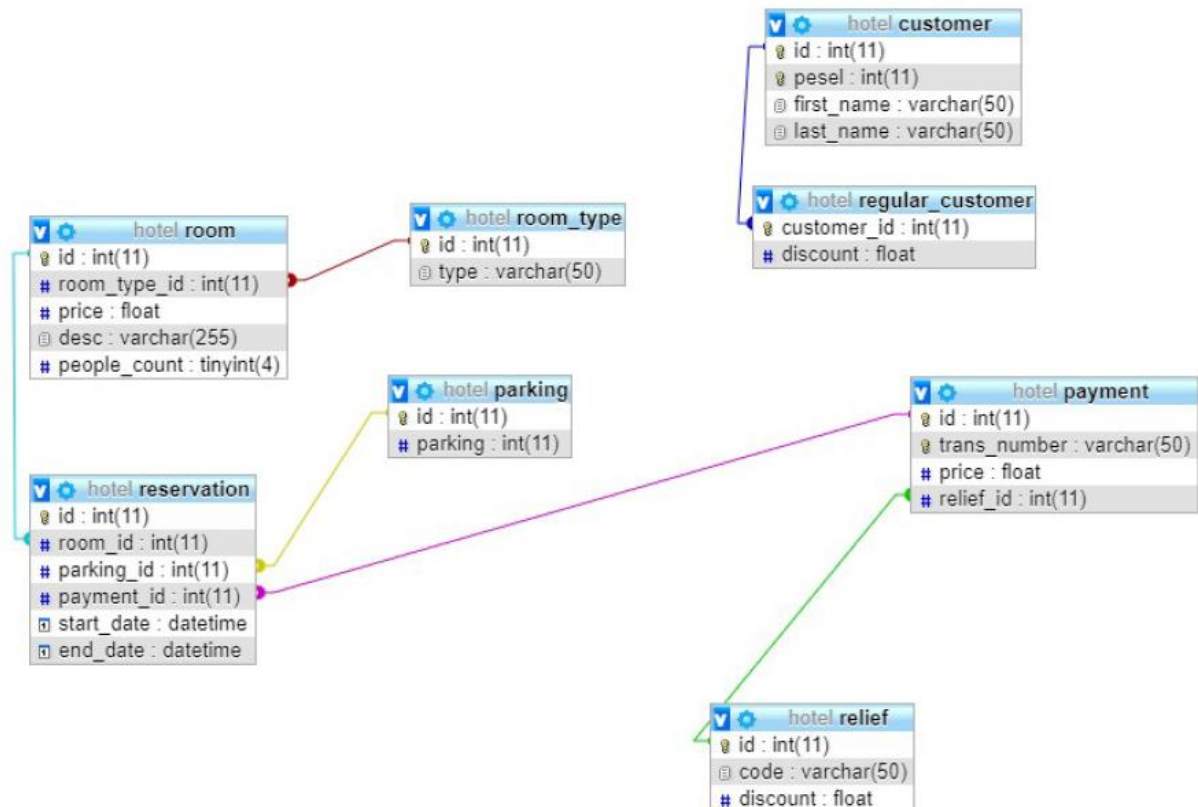 hotel customer
id : int(11)
pesel : int(11)
first_name : varchar(50)
last_name : varchar(50)
hotel regular_customer
customer_id : int(11)
discount : float
hotel room
id : int(11)
room_type_id : int(11)
price : float
desc : varchar(255)
people_count : tinyint(4)
hotel room_type
id : int(11)
type : varchar(50)
hotel parking
id : int(11)
parking : int(11)
hotel payment
id : int(11)
trans_number : varchar(50)
price : float
relief_id : int(11)
hotel reservation
id : int(11)
room_id : int(11)
parking_id : int(11)
payment_id : int(11)
start_date : datetime
end_date : datetime
hotel relief
id : int(11)
code : varchar(50)
discount : float